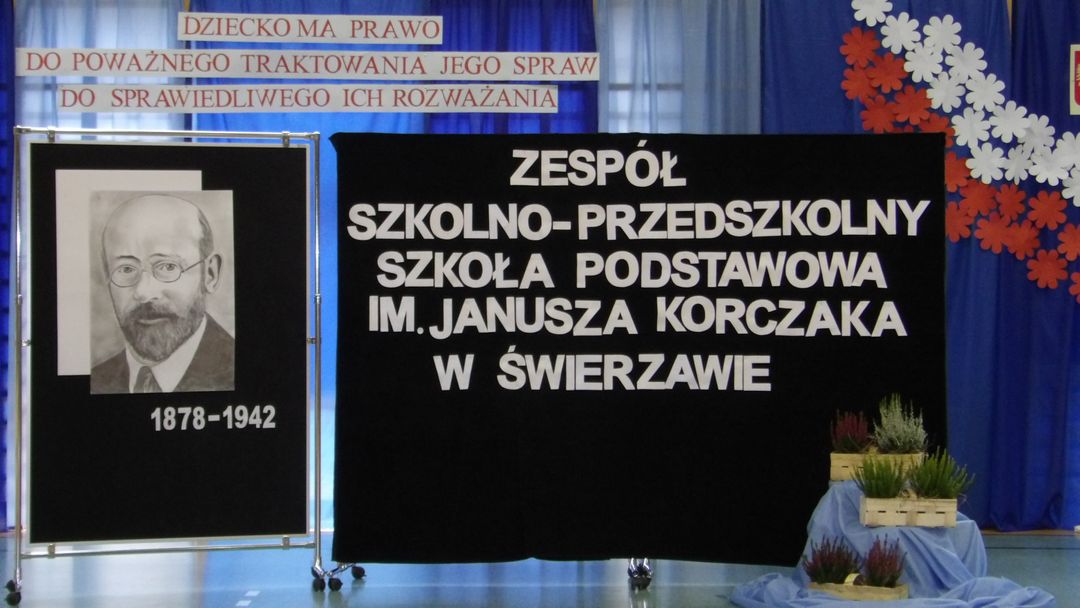 DZIECKO MA PRAWO
DO POWAŻNEGO TRAKTOWANIA JEGO SPRAW
DO SPRAWIEDLIWEGO ICH ROZWAŻANIA
ZESPÓŁ
SZKOLNO-PRZEDSZKOLNY
SZKOŁA PODSTAWOWA
IM. JANUSZA KORCZAKA
W ŚWIERZAWIE
1878-1942